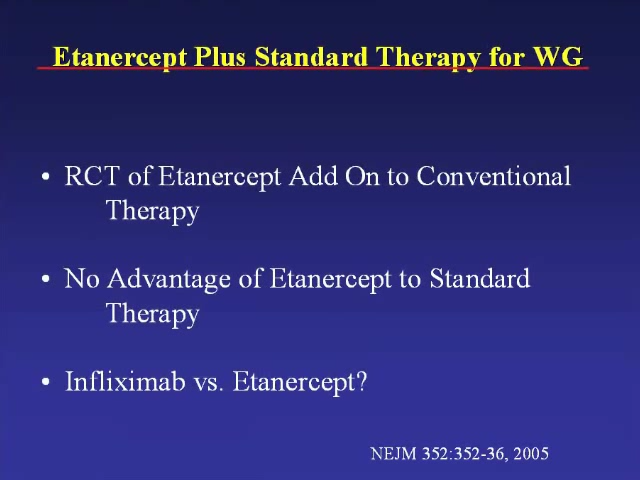 Etanercept Plus Standard Therapy for WG
• RCT of Etanercept Add On to Conventional
Therapy
• No Advantage of Etanercept to Standard
Therapy
• Infliximab vs. Etanercept?
NEJM 352:352-36, 2005